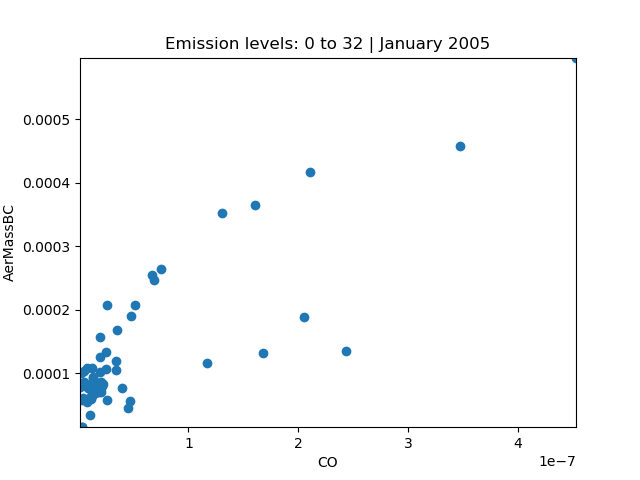 Emission levels: 0 to 32 | January 2005
0.0005
0.0004
0.0003
0.0002
0.0001
AerMassBC
1 2 3 4
1e−7
CO